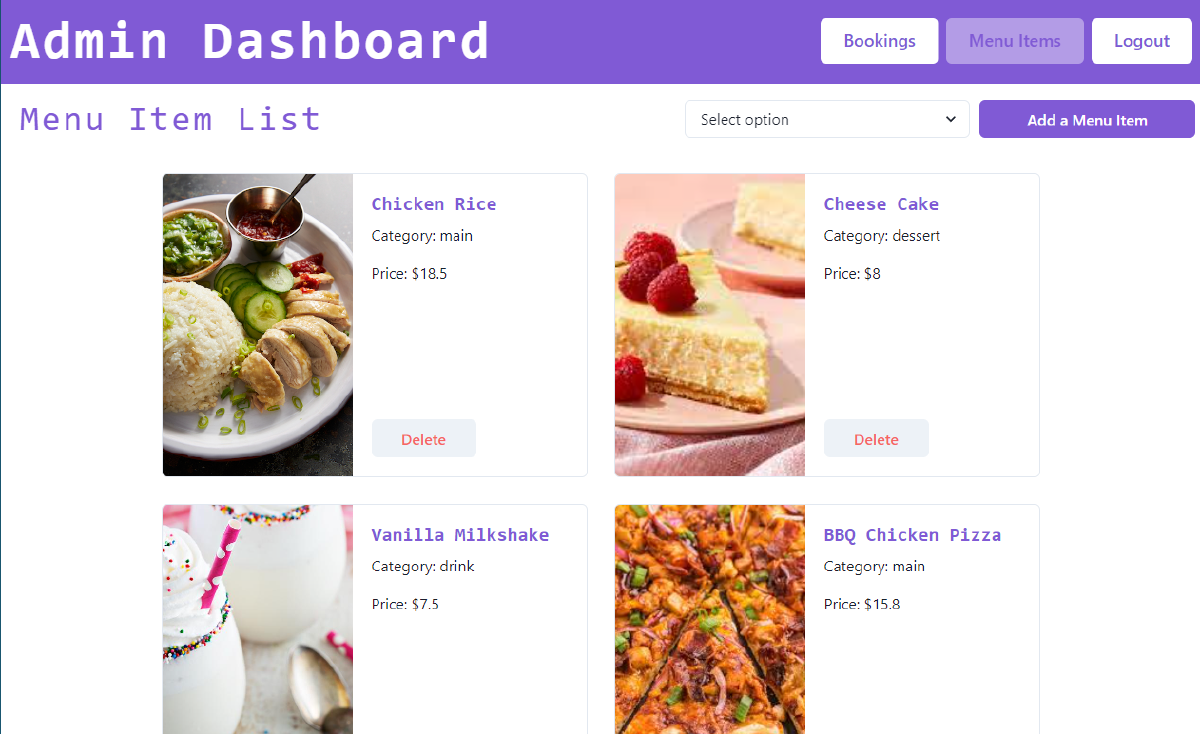 Admin Dashboard
Bookings
Menu Items
Logout
Menu Item List
Select option
Add a Menu Item
Chicken Rice
Category: main
Price: $18.5
Delete
Cheese Cake
Category: dessert
Price: $8
Delete
Vanilla Milkshake
Category: drink
Price: $7.5
BBQ Chicken Pizza
Category: main
Price: $15.8